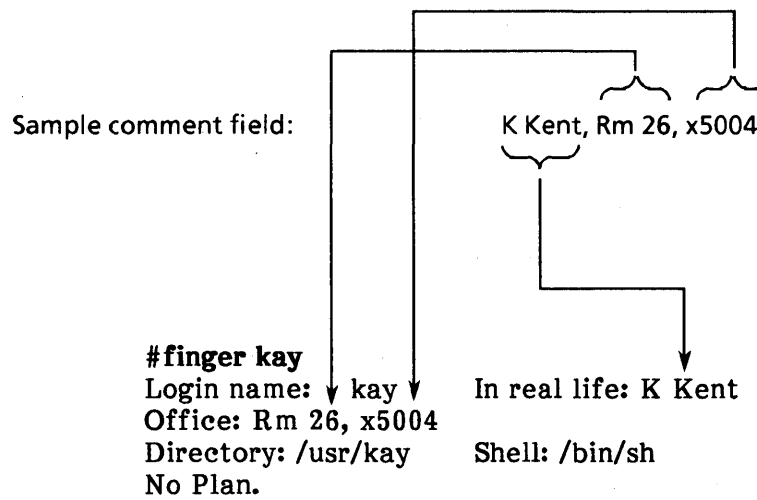 Sample comment field: K Kent, Rm 26, x5004
#finger kay
Login name: kay In real life: K Kent
Office: Rm 26, x5004
Directory: /usr/kay Shell: /bin/sh
No Plan.